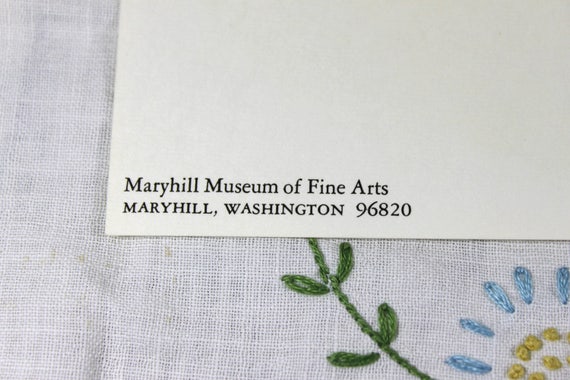 Maryhill Museum of Fine Arts
MARYHILL, WASHINGTON 96820